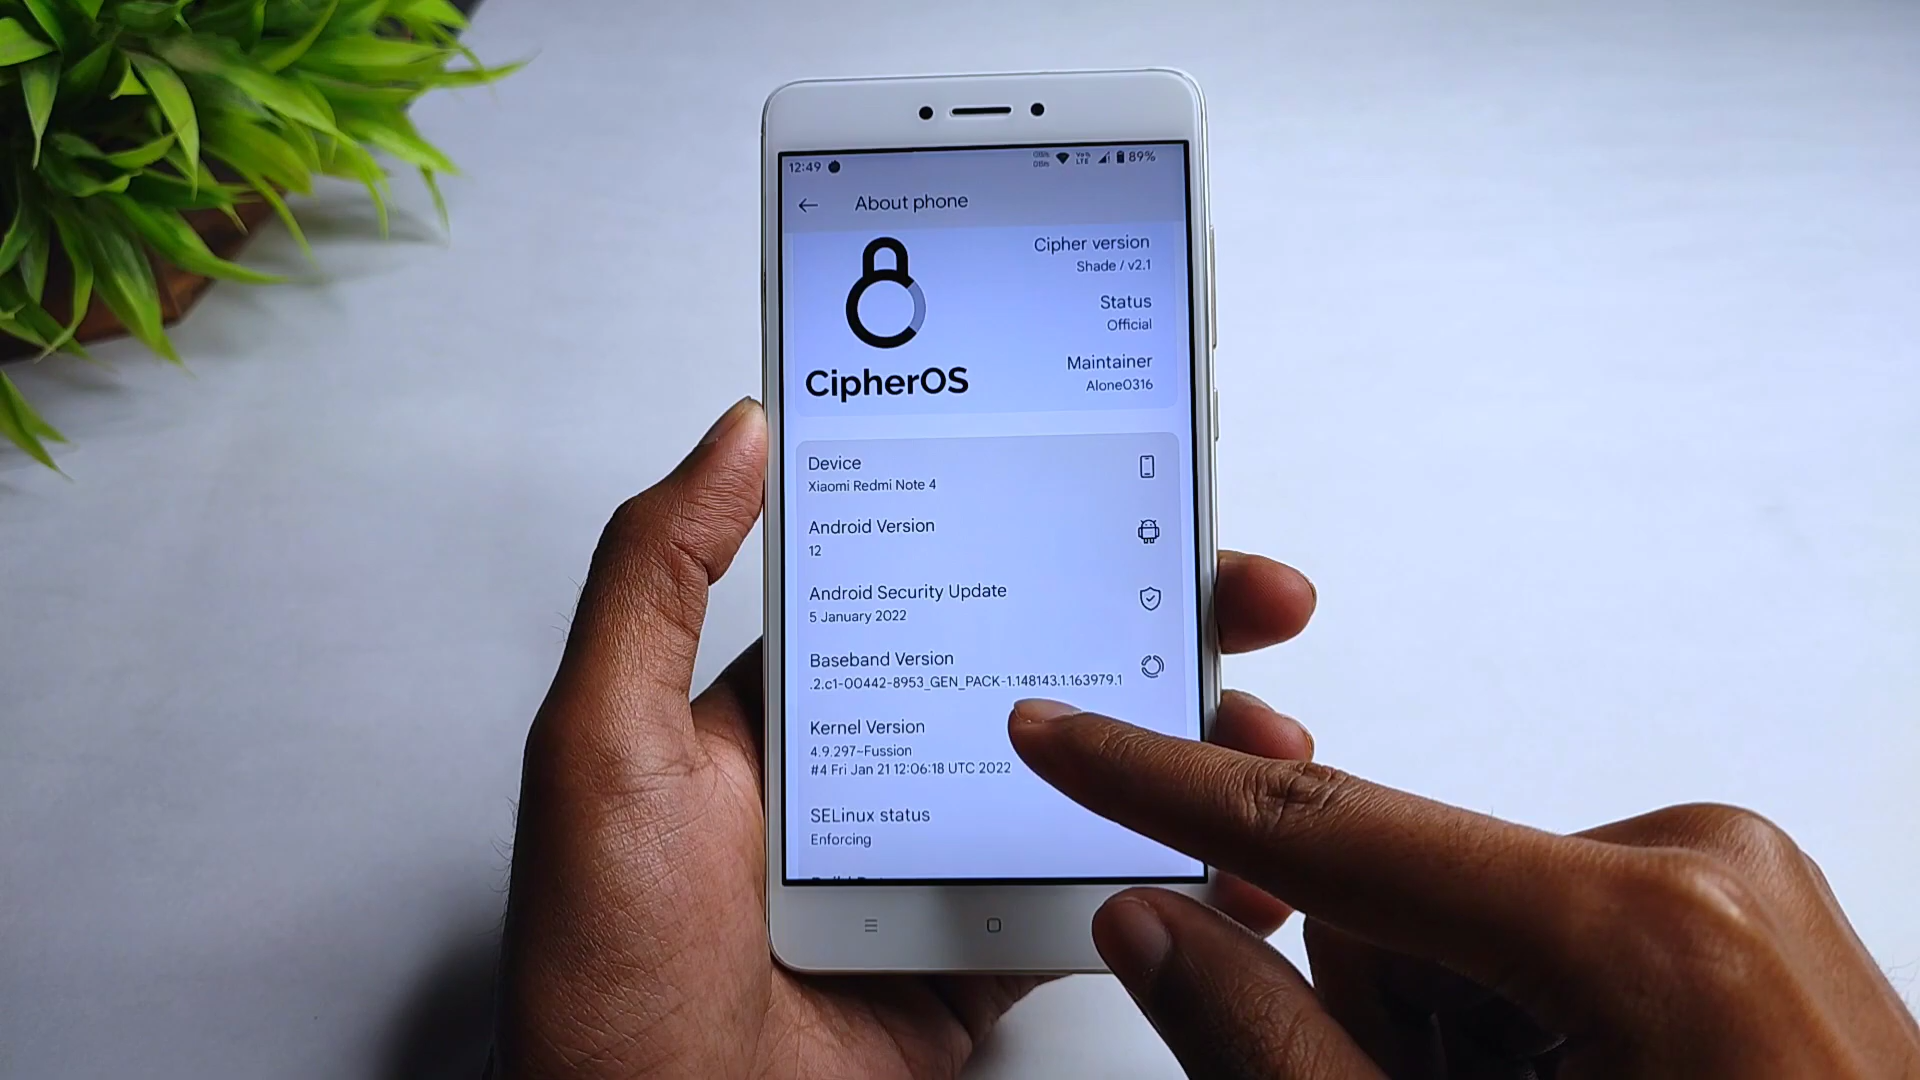 12:49
LTE 89%
About phone
Cipher version
Shade / v2.1
Status
Official
Maintainer
Alone0316
CipherOS
Device
Xiaomi Redmi Note 4
Android Version
12
Android Security Update
5 January 2022
Baseband Version
.2.c1-00442-8953_GEN_PACK-1.148143.1.163979.1
Kernel Version
4.9.297~Fussion
#4 Fri Jan 21 12:06:18 UTC 2022
SELinux status
Enforcing